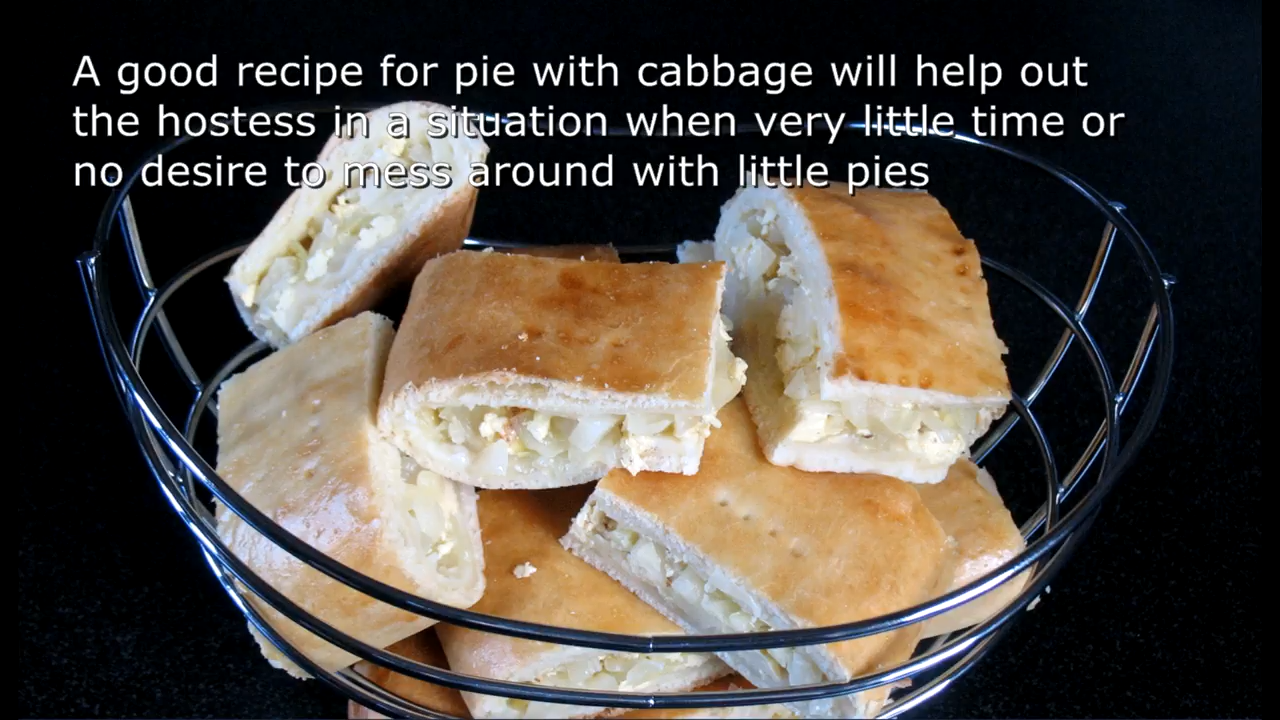 A good recipe for pie with cabbage will help out
the hostess in a situation when very little time or
no desire to mess around with little pies